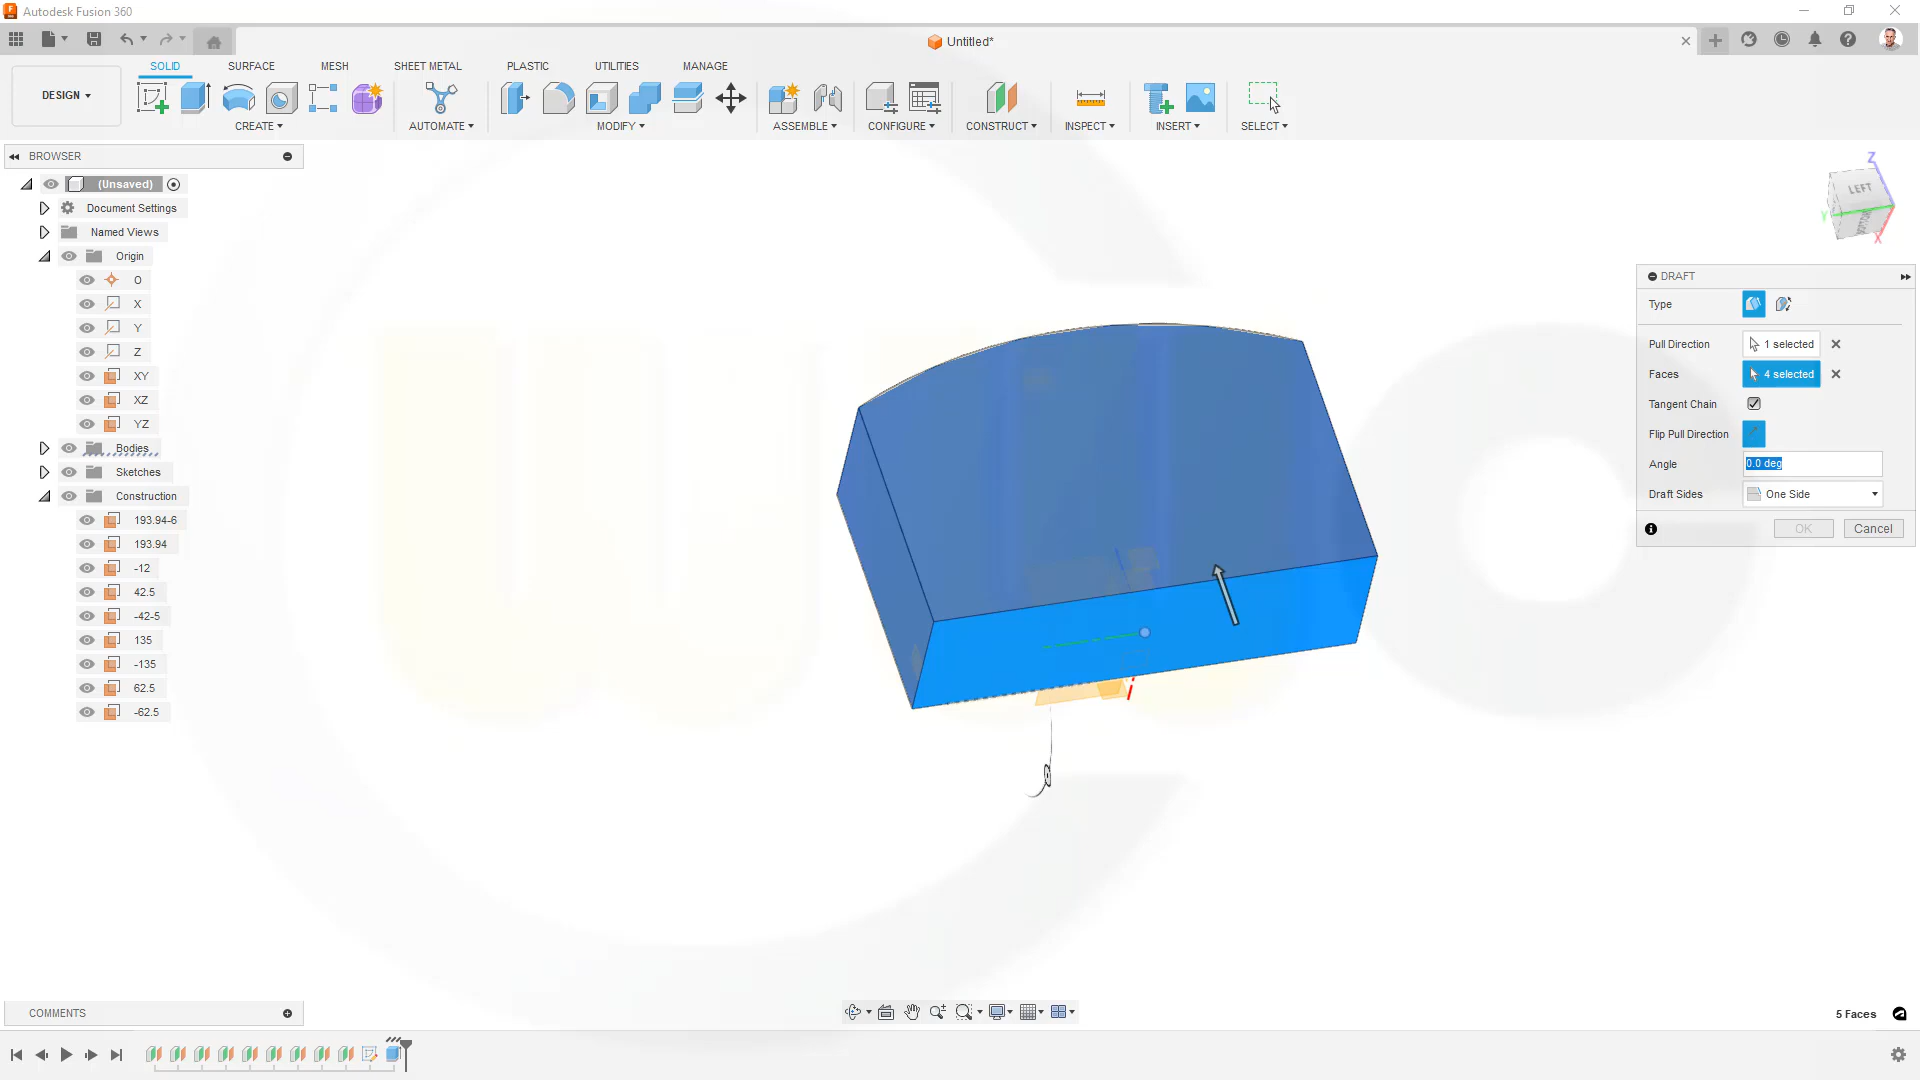 Autodesk Fusion 360
Untitled*
DESIGN
SOLID
SURFACE
MESH
SHEET METAL
PLASTIC
UTILITIES
MANAGE
CREATE
AUTOMATE
MODIFY
ASSEMBLE
CONFIGURE
CONSTRUCT
INSPECT
INSERT
SELECT
BROWSER
(Unsaved)
Document Settings
Named Views
Origin
O
X
Y
Z
XY
XZ
YZ
Bodies
Sketches
Construction
193.94-6
193.94
-12
42.5
-42-5
135
-135
62.5
-62.5
Z
LEFT
Y
X
DRAFT
Type
Pull Direction
1 selected
Faces
4 selected
Tangent Chain
Flip Pull Direction
Angle
0.0 deg
Draft Sides
One Side
OK
Cancel
COMMENTS
5 Faces